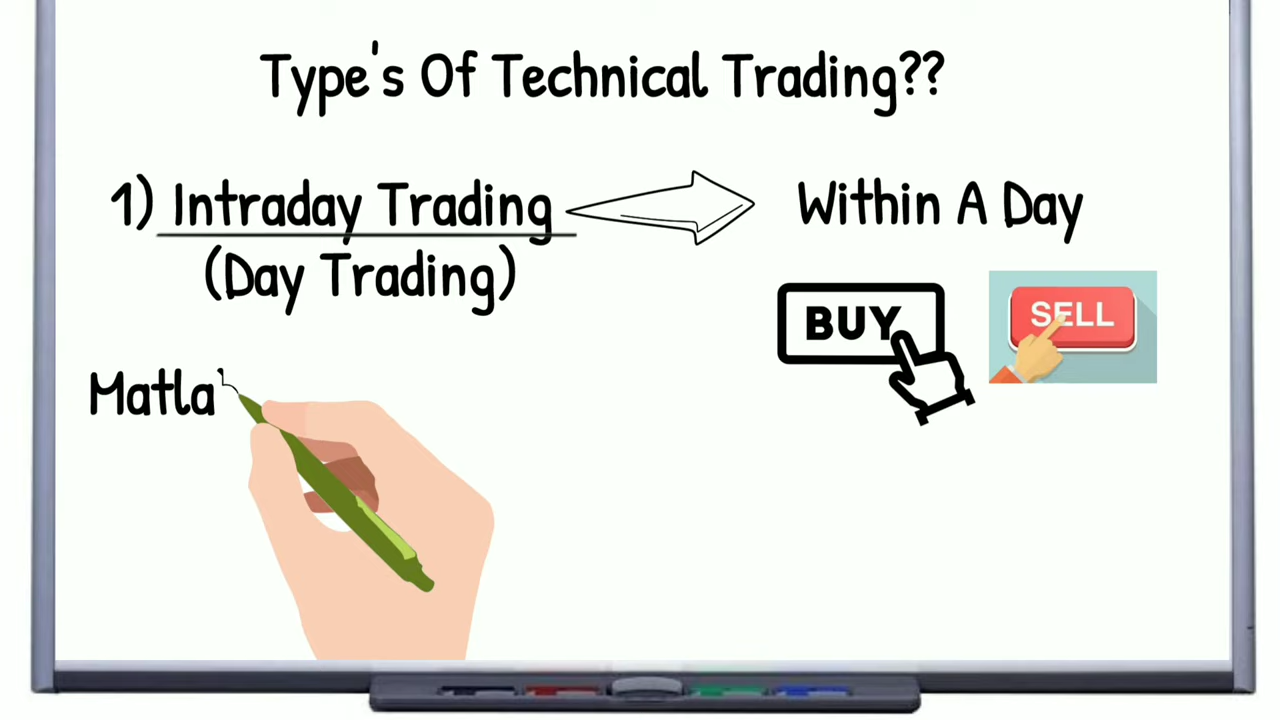 Type's Of Technical Trading??
1) Intraday Trading
Within A Day
(Day Trading)
BUY
SELL
Matla